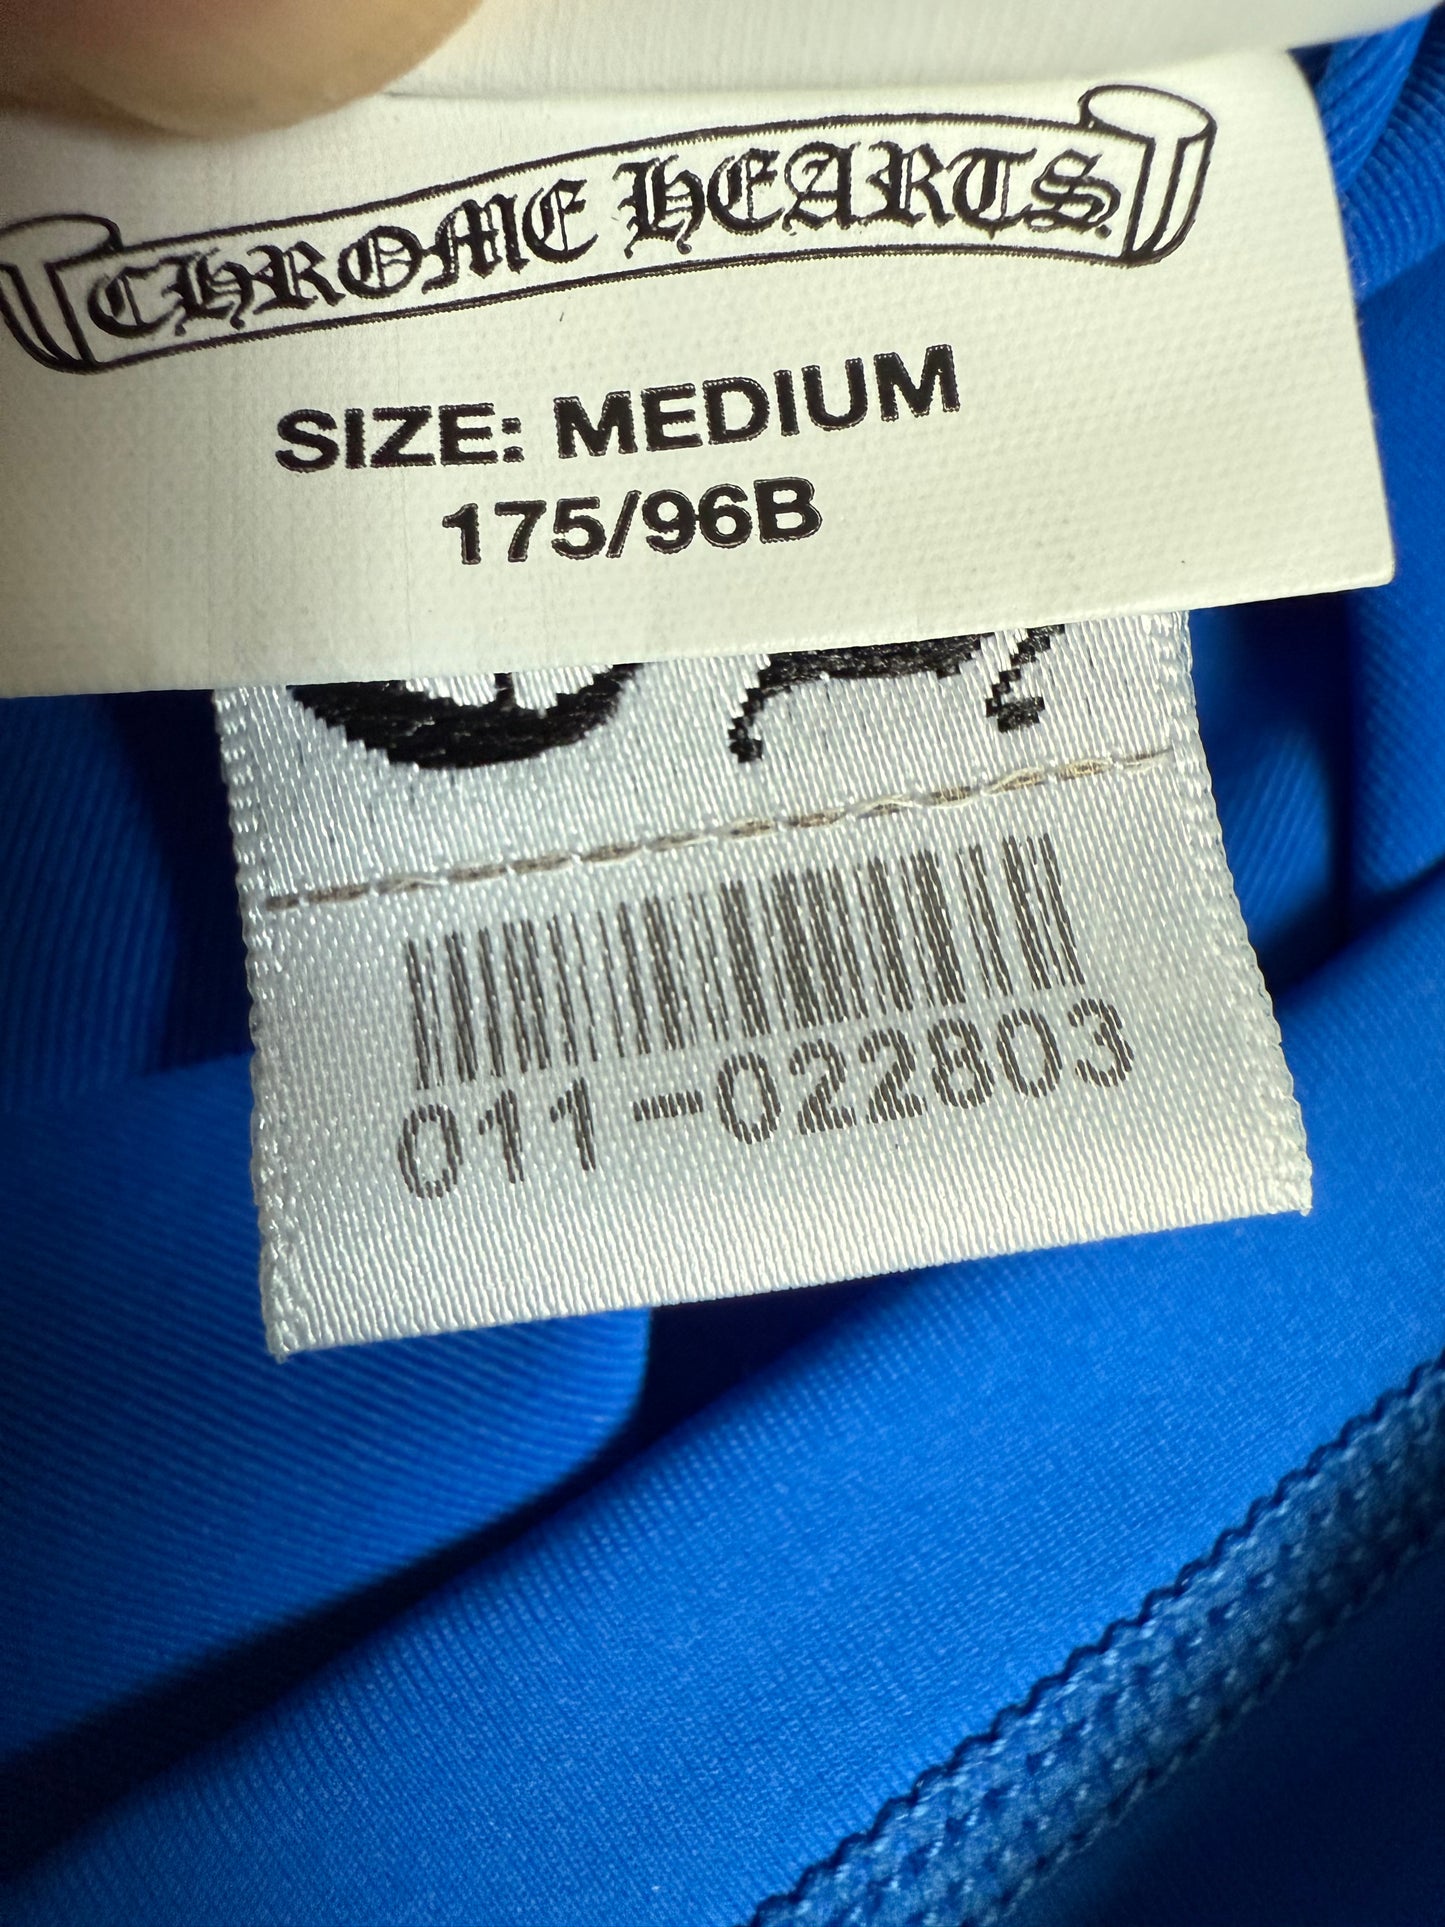 CHROME HEARTS
SIZE: MEDIUM
175/96B
011-022803